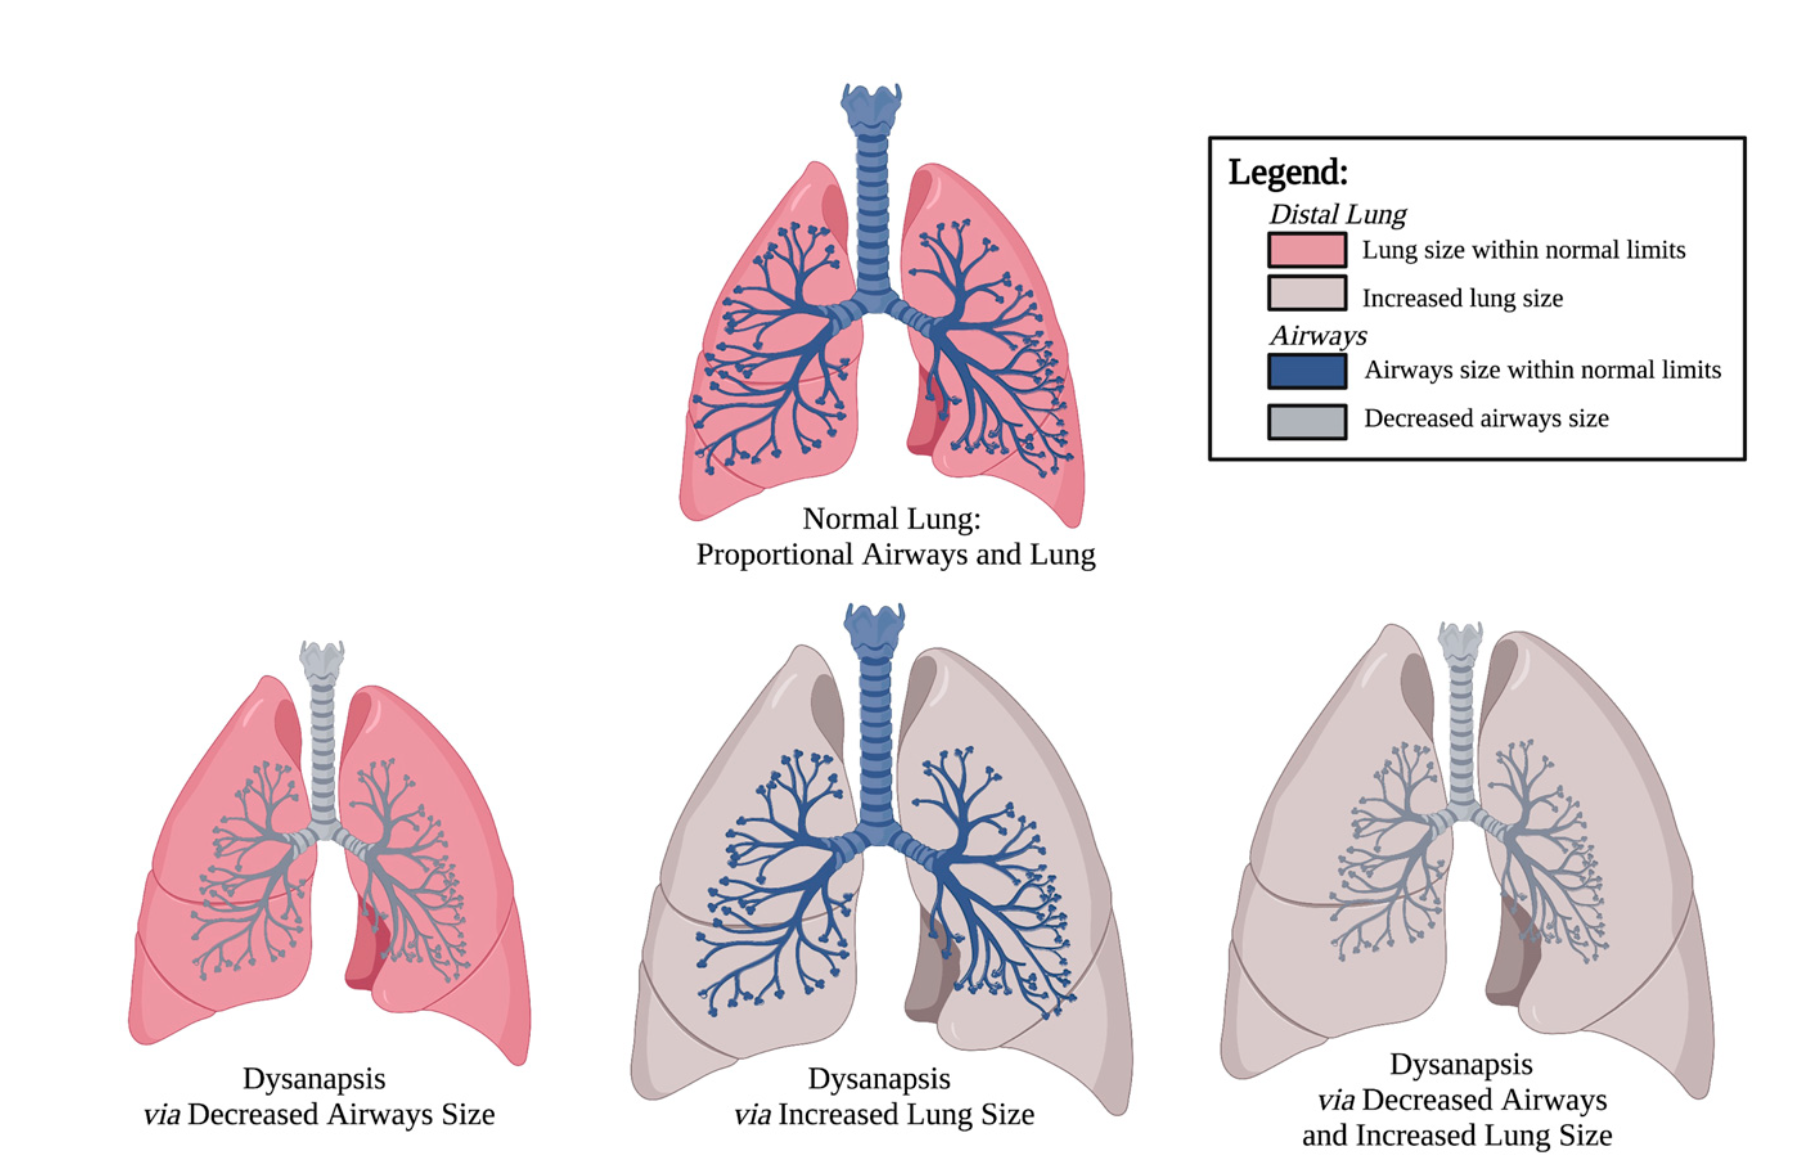 Legend:
Distal Lung
Lung size within normal limits
Increased lung size
Airways
Airways size within normal limits
Decreased airways size
Normal Lung:
Proportional Airways and Lung
Dysanapsis
via Decreased Airways Size
Dysanapsis
via Increased Lung Size
Dysanapsis
via Decreased Airways
and Increased Lung Size